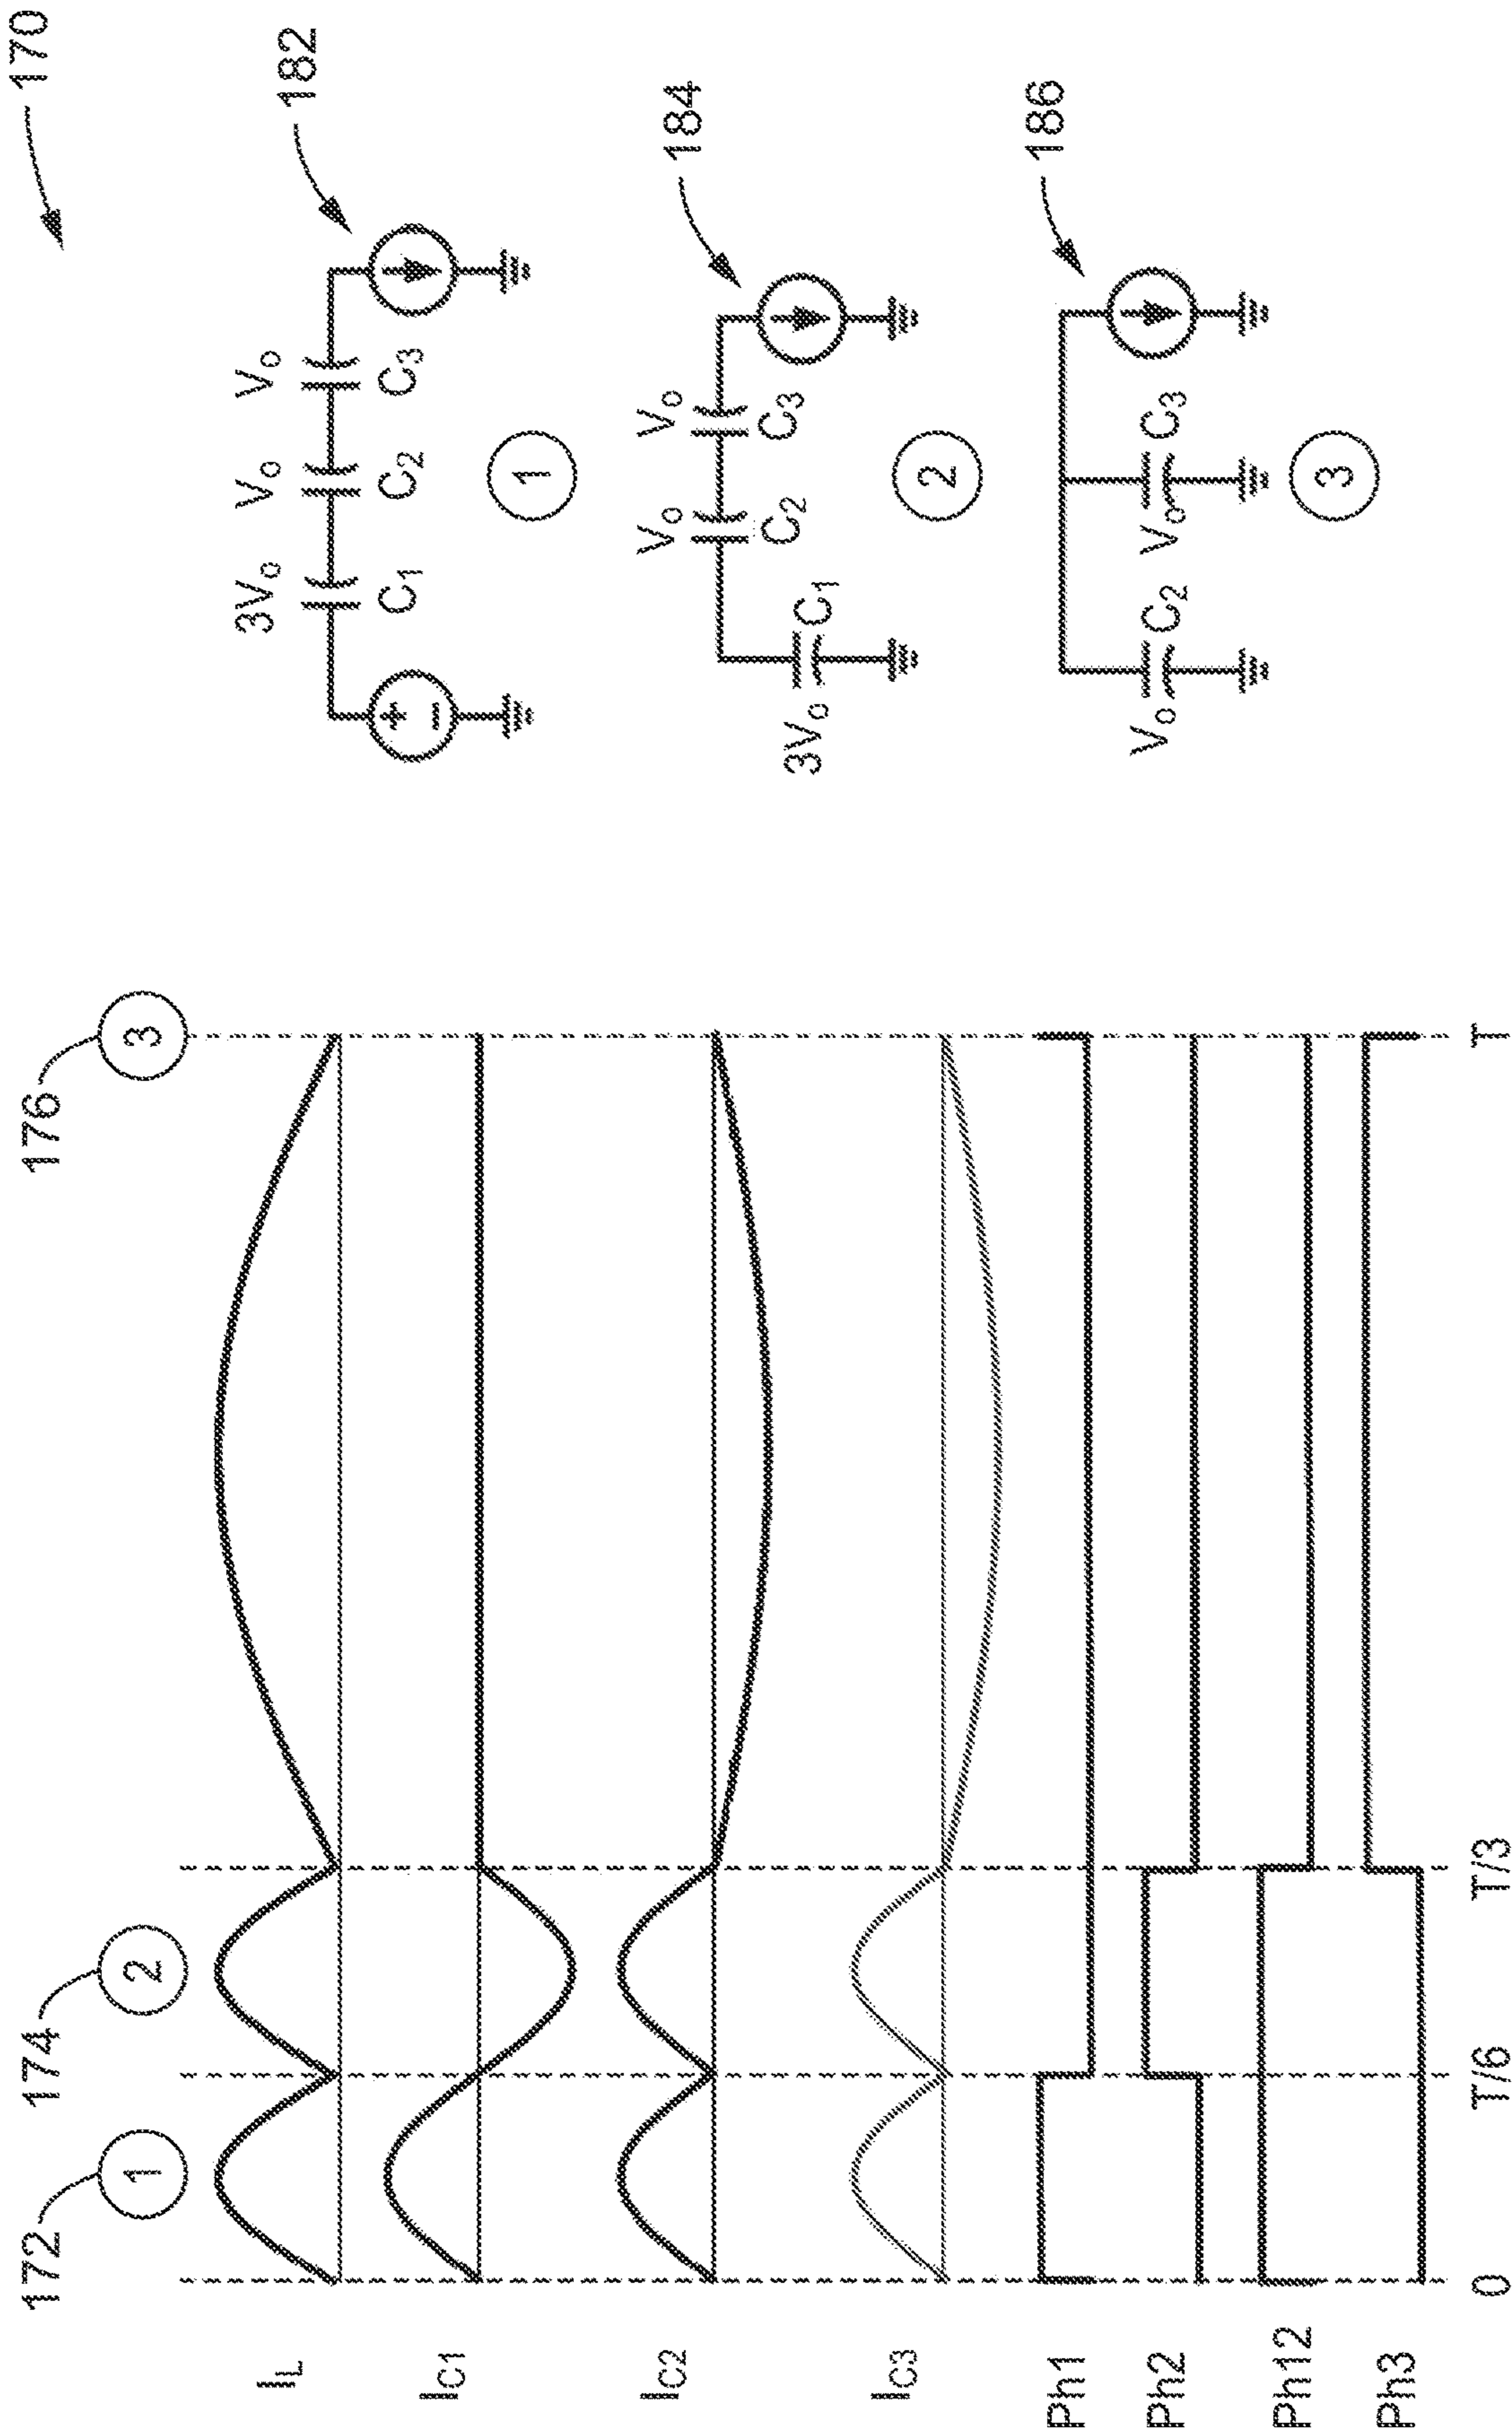 170
172
1
174
2
176
3
I_L
I_C1
I_C2
I_C3
Ph1
Ph2
Ph12
Ph3
0
T/6
T/3
T
182
3V_o
V_o
V_o
+
−
C_1
C_2
C_3
1
184
V_o
V_o
3V_o
C_1
C_2
C_3
2
186
V_o
C_2
V_o
C_3
3